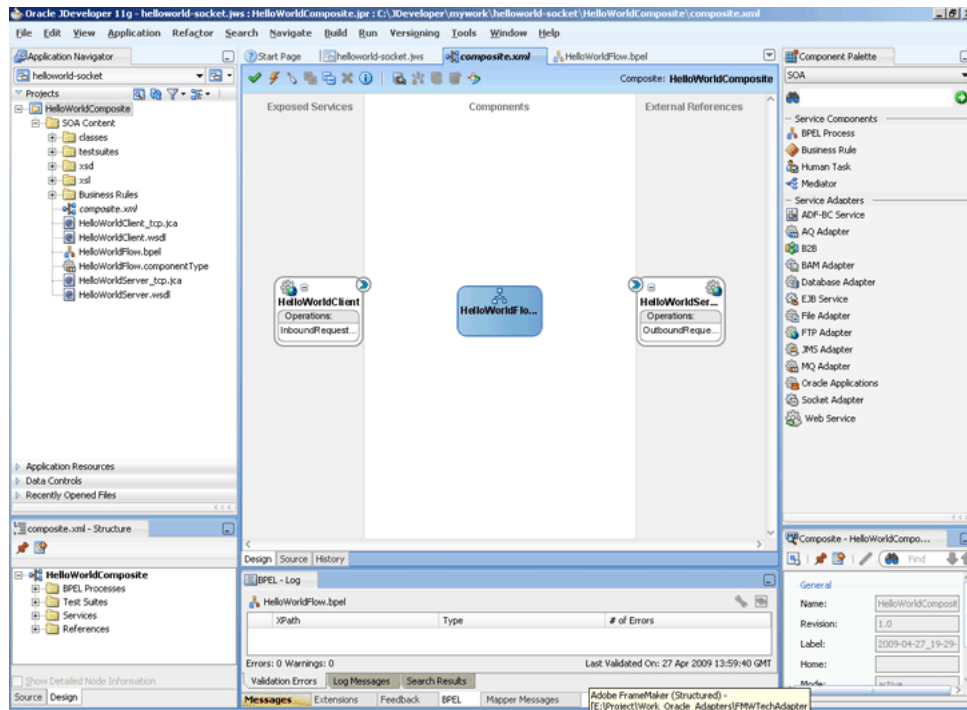 Oracle JDeveloper 11g - helloworld-socket.jws : HelloWorldComposite.jpr : E:\JDeveloper\mywork\helloworld-socket\HelloWorldComposite\composite.xml
File Edit View Application Refactor Search Navigate Build Run Versioning Tools Window Help
Application Navigator
helloworld-socket
Projects
HelloWorldComposite
SOA Content
classes
testsuites
xsd
xsl
Business Rules
composite.xml
HelloWorldClient_tcp.jca
HelloWorldClient.wsdl
HelloWorldFlow.bpel
HelloWorldFlow.componentType
HelloWorldServer_tcp.jca
HelloWorldServer.wsdl
Application Resources
Data Controls
Recently Opened Files
composite.xml - Structure
HelloWorldComposite
BPEL Processes
Test Suites
Services
References
Show Detailed Node Information
Source Design
Start Page helloworld-socket.jws composite.xml HelloWorldFlow.bpel
Composite: HelloWorldComposite
Exposed Services Components External References
HelloWorldClient
Operations:
InboundRequest...
HelloWorldFlo...
HelloWorldSer...
Operations:
OutboundReque...
Design Source History
BPEL - Log
HelloWorldFlow.bpel
XPath Type # of Errors
Errors: 0 Warnings: 0 Last Validated On: 27 Apr 2009 13:59:40 GMT
Validation Errors Log Messages Search Results
Messages Extensions Feedback BPEL Mapper Messages
Adobe FrameMaker (Structured) -
[E:\Project\Work_Oracle_Adapters\FMWTechAdapter
Component Palette
SOA
Service Components
BPEL Process
Business Rule
Human Task
Mediator
Service Adapters
ADF-BC Service
AQ Adapter
B2B
BAM Adapter
Database Adapter
EJB Service
File Adapter
FTP Adapter
JMS Adapter
MQ Adapter
Oracle Applications
Socket Adapter
Web Service
Composite - HelloWorldCompo...
Find
General
Name: HelloWorldComposit
Revision: 1.0
Label: 2009-04-27_19-29-
Home:
Mode: active